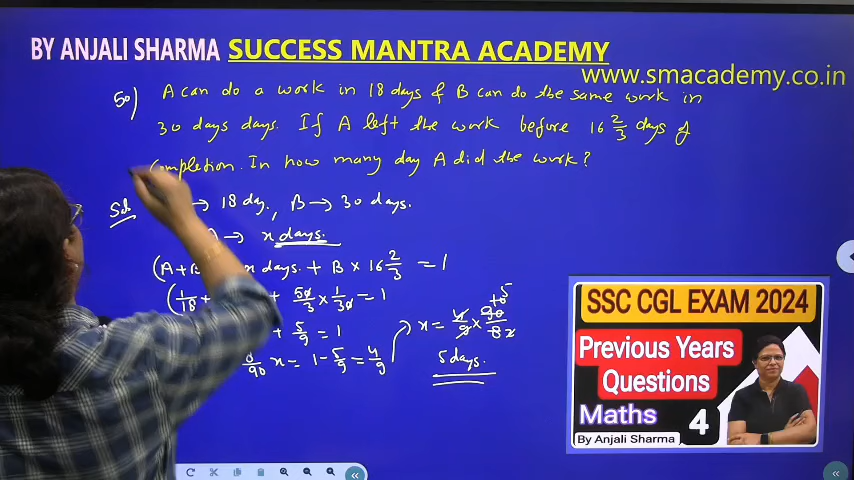 BY ANJALI SHARMA SUCCESS MANTRA ACADEMY
www.smacademy.co.in
50) A can do a work in 18 days & B can do the same work in
30 days days. If A left the work before 16 2/3 days of
completion. In how many day A did the work?
Sol → 18 day, B → 30 days.
A → x days.
(A+B x days + B × 16 2/3 = 1
(1/18 + + 50/3 × 1/30 = 1
+ 5/9 = 1
/90 x = 1 - 5/9 = 4/9
x = 4/9 ×
5 days.
SSC CGL EXAM 2024
Previous Years
Questions
Maths 4
By Anjali Sharma